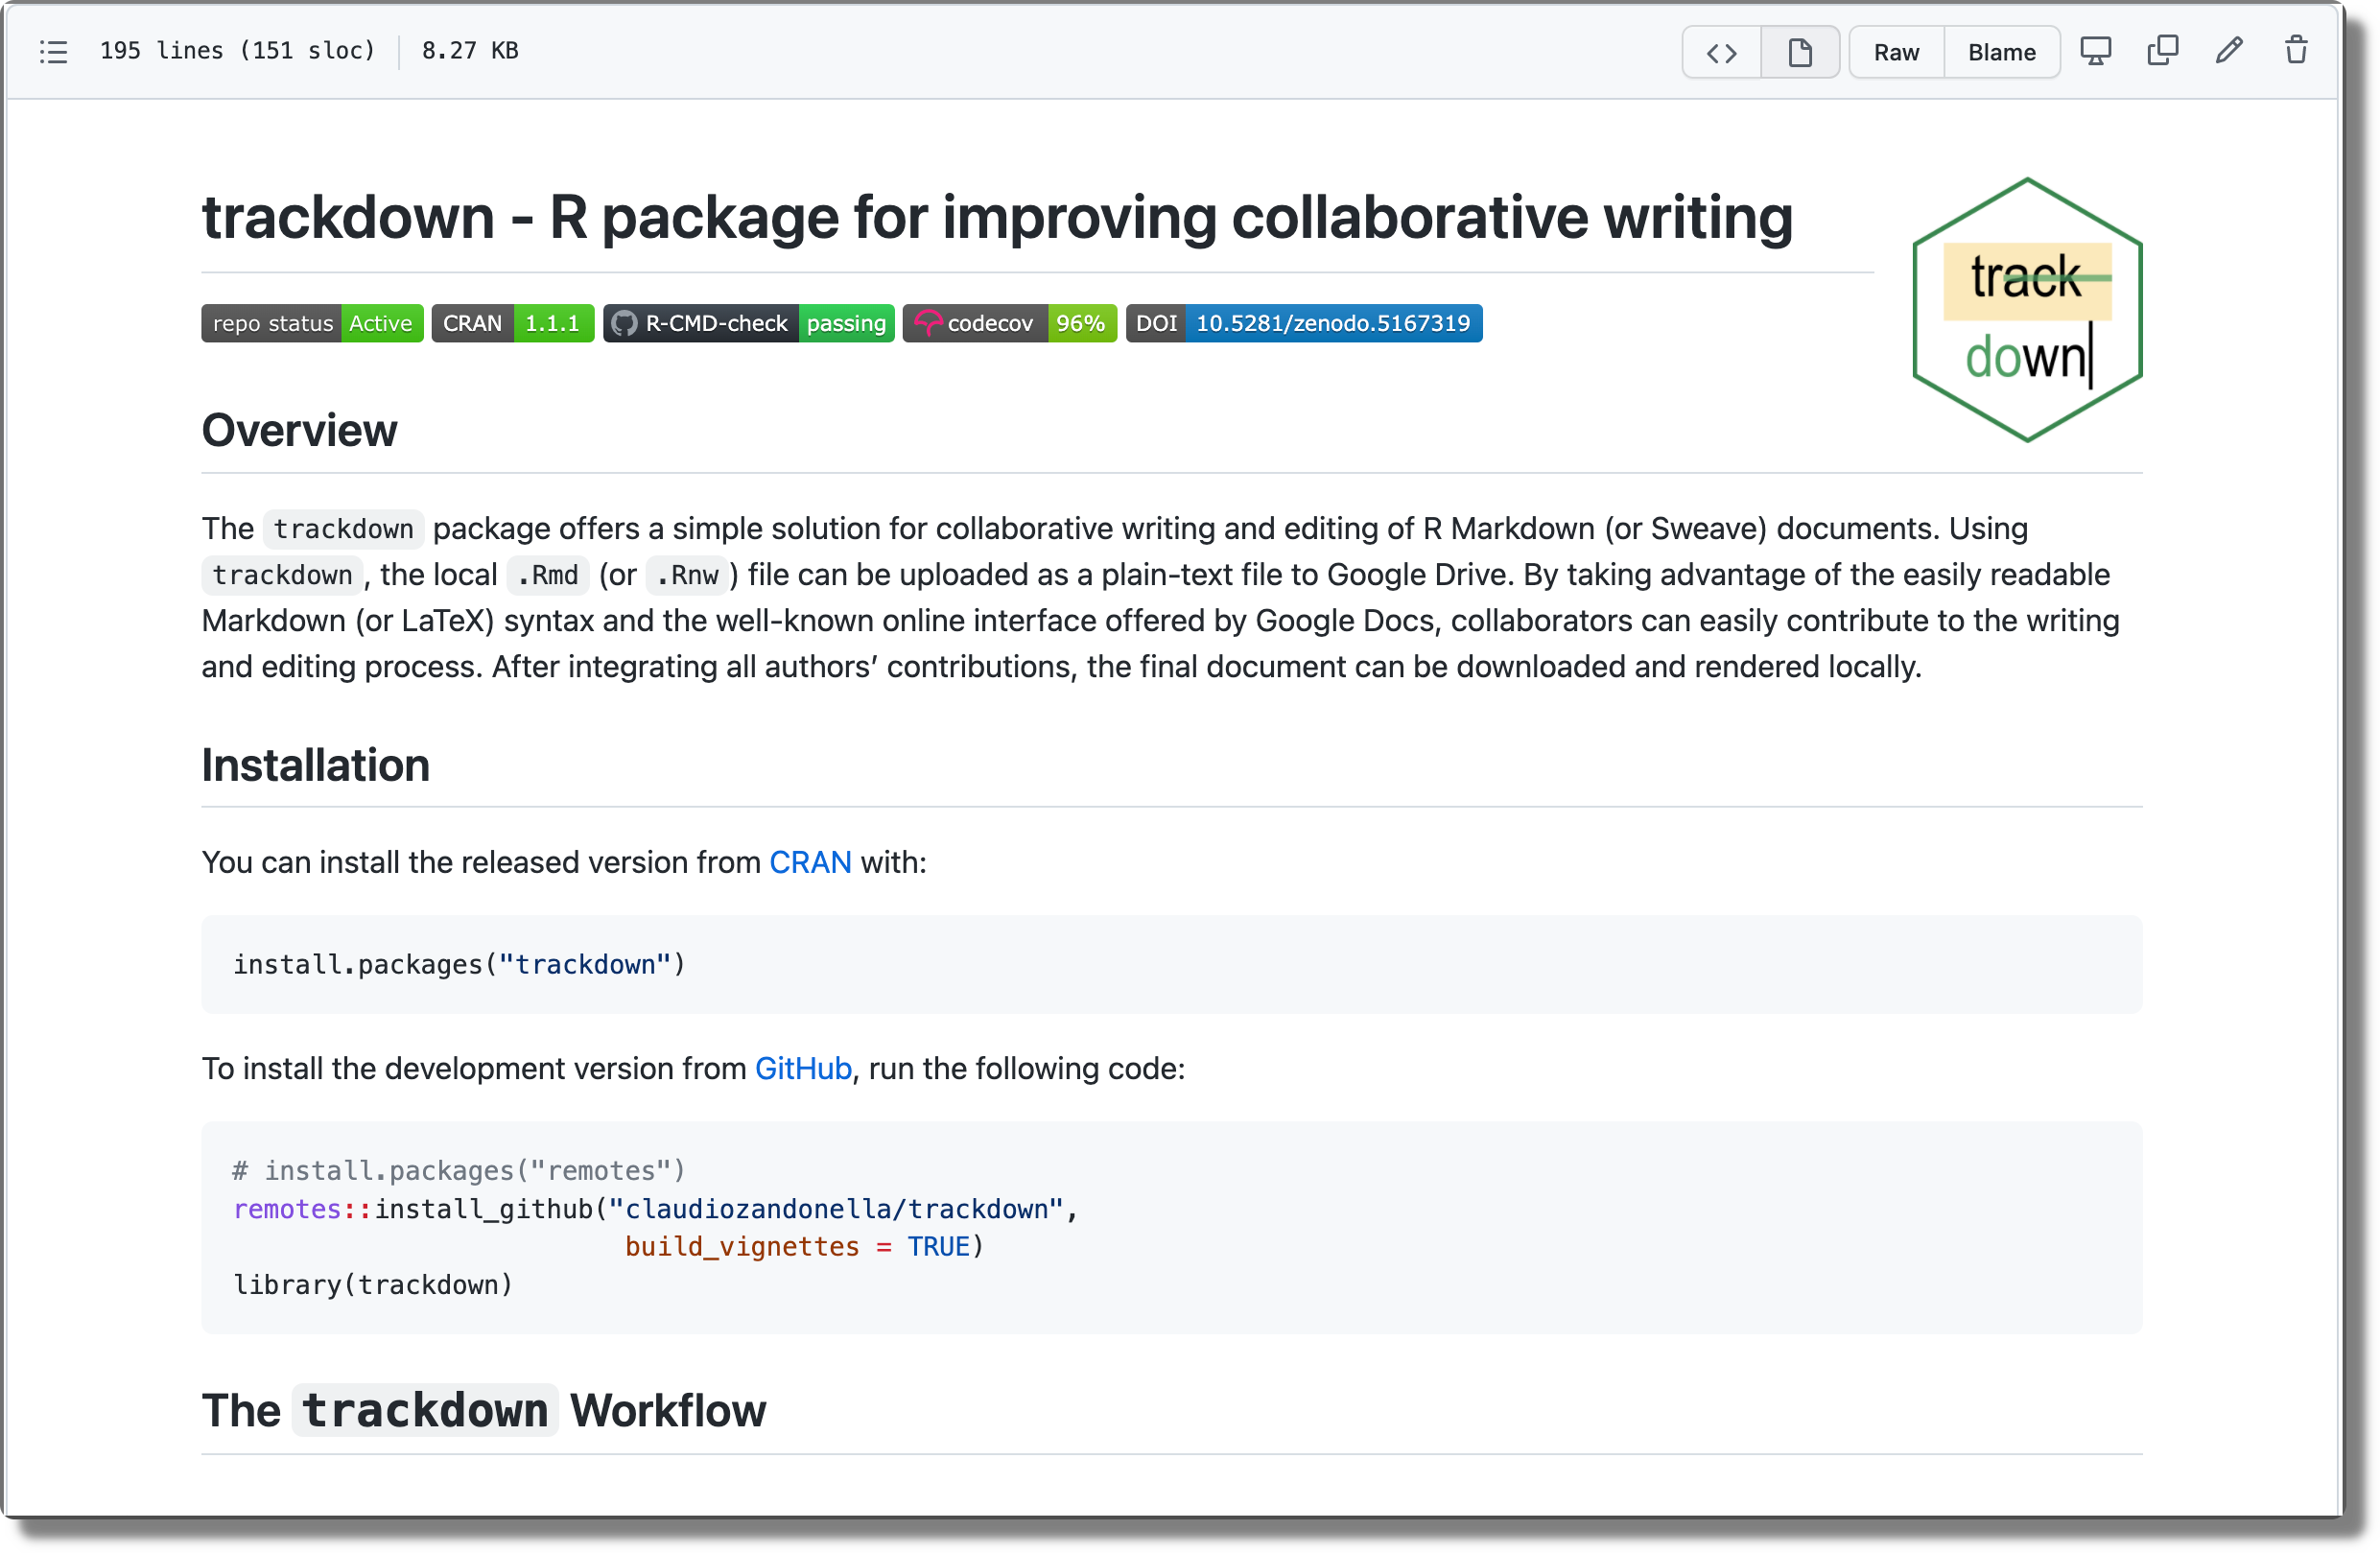 195 lines (151 sloc) 8.27 KB
Raw Blame
trackdown - R package for improving collaborative writing
track
down
repo status Active CRAN 1.1.1 R-CMD-check passing codecov 96% DOI 10.5281/zenodo.5167319
Overview
The trackdown package offers a simple solution for collaborative writing and editing of R Markdown (or Sweave) documents. Using
trackdown, the local .Rmd (or .Rnw) file can be uploaded as a plain-text file to Google Drive. By taking advantage of the easily readable
Markdown (or LaTeX) syntax and the well-known online interface offered by Google Docs, collaborators can easily contribute to the writing
and editing process. After integrating all authors’ contributions, the final document can be downloaded and rendered locally.
Installation
You can install the released version from CRAN with:
install.packages("trackdown")
To install the development version from GitHub, run the following code:
# install.packages("remotes")
remotes::install_github("claudiozandonella/trackdown",
build_vignettes = TRUE)
library(trackdown)
The trackdown Workflow